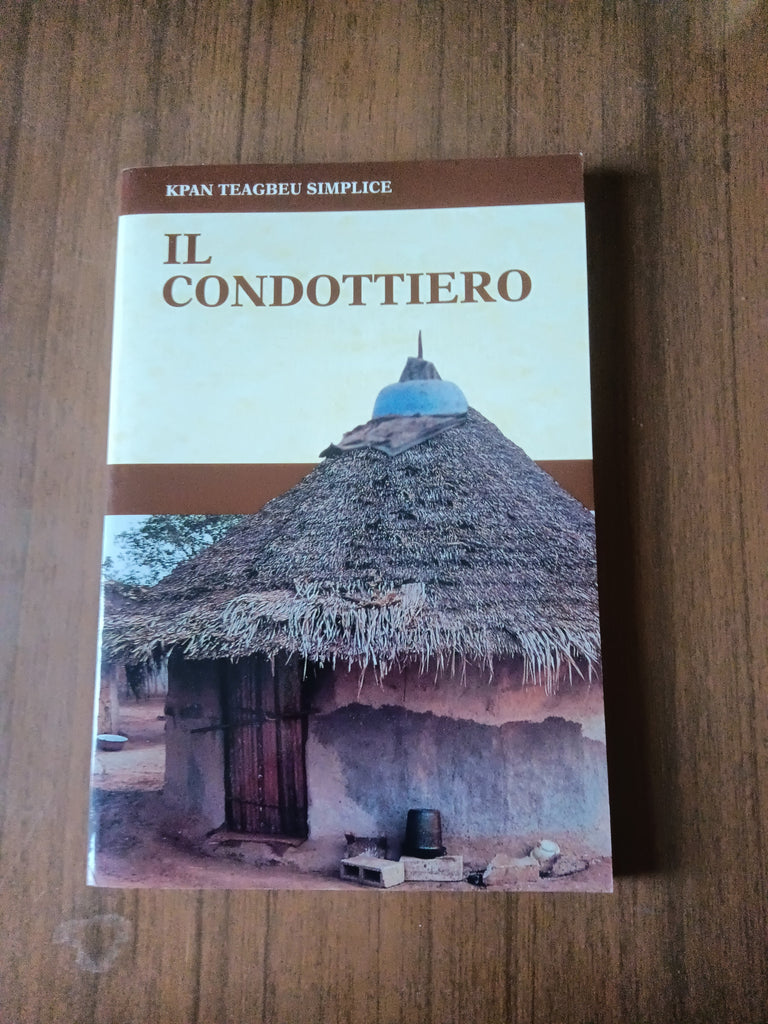 KPAN TEAGBEU SIMPLICE
IL
CONDOTTIERO